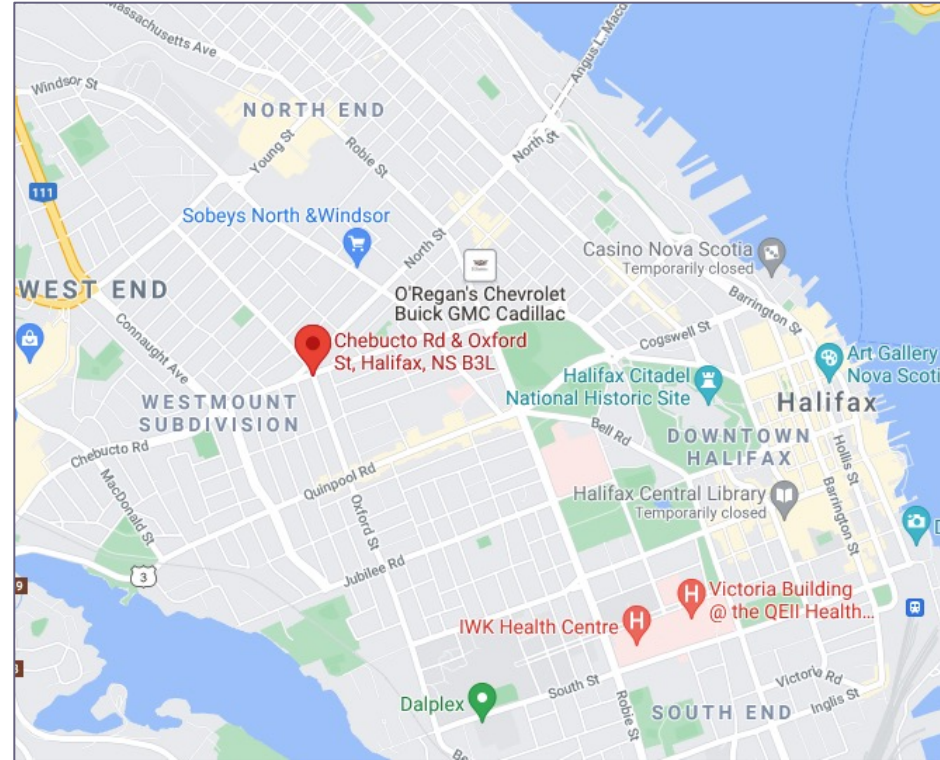 Massachusetts Ave
Angus L. Maco
Windsor St
NORTH END
Young St
Robie St
North St
111
Sobeys North &Windsor
North St
Casino Nova Scotia
Temporarily closed
WEST END
O'Regan's Chevrolet
Buick GMC Cadillac
Barrington St
Connaught Ave
Chebucto Rd & Oxford
St, Halifax, NS B3L
Cogswell St
Art Gallery
Nova Scoti
Halifax Citadel
National Historic Site
Halifax
WESTMOUNT
SUBDIVISION
Bell Rd
DOWNTOWN
HALIFAX
Hollis St
Chebucto Rd
Quinpool Rd
MacDonald St
Halifax Central Library
Temporarily closed
Barrington St
Oxford St
D
Jubilee Rd
3
9
Victoria Building
@ the QEII Health...
IWK Health Centre
3
South St
Victoria Rd
Dalplex
Robie St
SOUTH END
Inglis St
Be